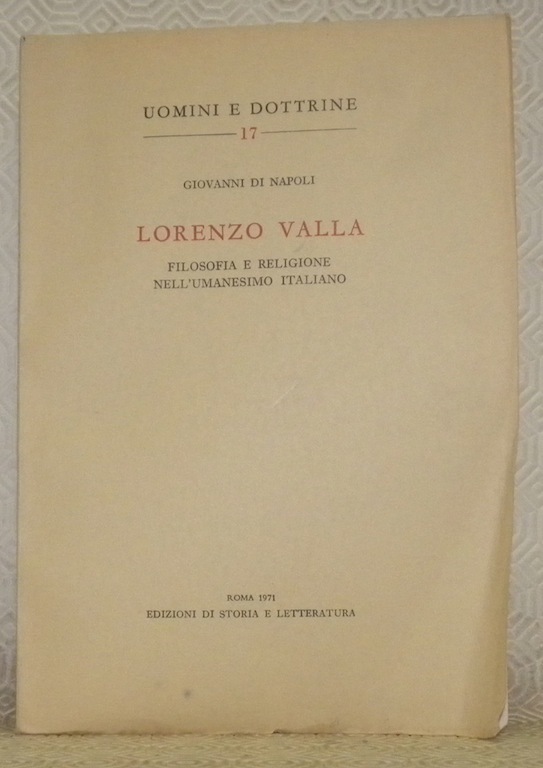 UOMINI E DOTTRINE
17
GIOVANNI DI NAPOLI
LORENZO VALLA
FILOSOFIA E RELIGIONE
NELL'UMANESIMO ITALIANO
ROMA 1971
EDIZIONI DI STORIA E LETTERATURA